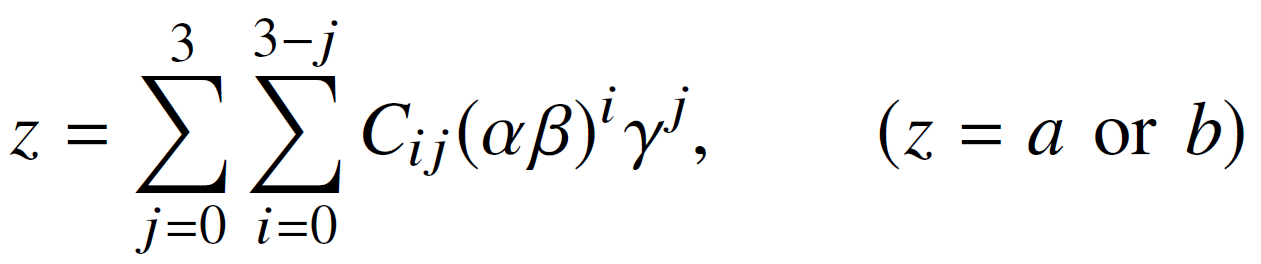 z = \sum_{j=0}^{3} \sum_{i=0}^{3-j} C_{ij}(\alpha\beta)^i \gamma^j, \qquad (z = a \text{ or } b)